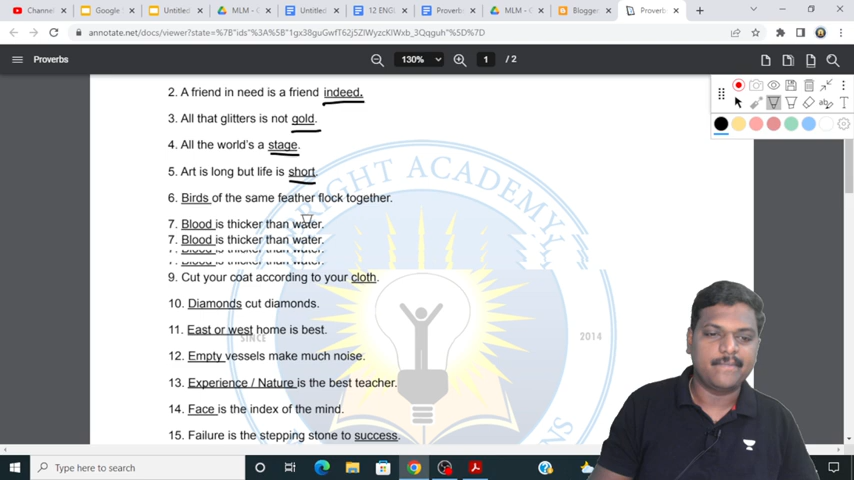 Channel
Google
Untitled
MLM - G
Untitled
12 ENGL
Proverb
MLM - G
Blogger
Proverbs
annotate.net/docs/viewer?state=%7B"ids"%3A%5B"1gx38guGwf6T62j5ZlWyzcKlWxb_3Qqguh"%7D
Proverbs
130%
1 / 2
2. A friend in need is a friend indeed.
3. All that glitters is not gold.
4. All the world's a stage.
5. Art is long but life is short.
6. Birds of the same feather flock together.
7. Blood is thicker than water.
7. Blood is thicker than water.
9. Cut your coat according to your cloth.
10. Diamonds cut diamonds.
11. East or west home is best.
12. Empty vessels make much noise.
13. Experience / Nature is the best teacher.
14. Face is the index of the mind.
15. Failure is the stepping stone to success.
BRIGHT ACADEMY
SINCE
2014
Type here to search